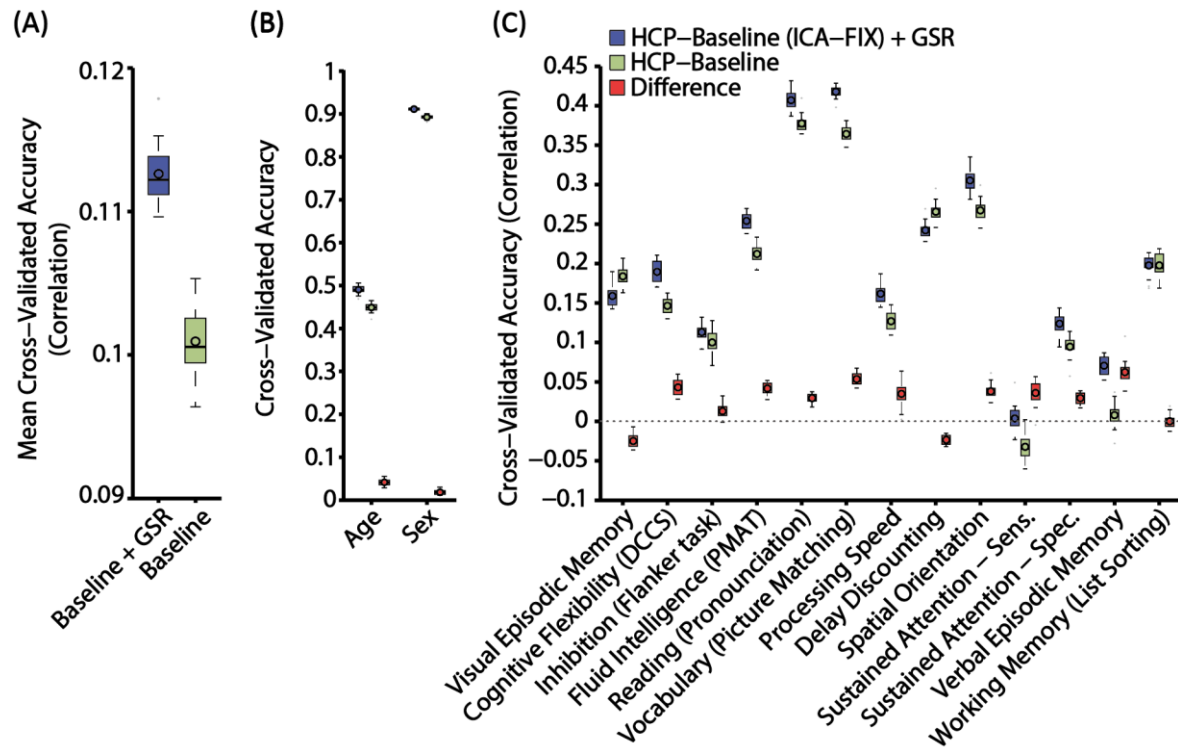 (A)
Mean Cross-Validated Accuracy
(Correlation)
0.12
0.11
0.1
0.09
Baseline + GSR
Baseline
(B)
Cross-Validated Accuracy
1
0.9
0.8
0.7
0.6
0.5
0.4
0.3
0.2
0.1
0
Age
Sex
(C)
HCP-Baseline (ICA-FIX) + GSR
HCP-Baseline
Difference
Cross-Validated Accuracy (Correlation)
0.45
0.4
0.35
0.3
0.25
0.2
0.15
0.1
0.05
0
-0.05
-0.1
Visual Episodic Memory
Cognitive Flexibility (DCCS)
Inhibition (Flanker task)
Fluid Intelligence (PMAT)
Reading (Pronounciation)
Vocabulary (Picture Matching)
Processing Speed
Delay Discounting
Spatial Orientation
Sustained Attention - Sens.
Sustained Attention - Spec.
Verbal Episodic Memory
Working Memory (List Sorting)